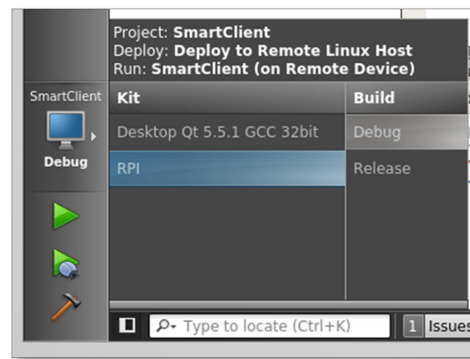 Project: SmartClient
Deploy: Deploy to Remote Linux Host
Run: SmartClient (on Remote Device)
SmartClient
Kit
Build
Desktop Qt 5.5.1 GCC 32bit
Debug
Debug
RPI
Release
Type to locate (Ctrl+K)
1 Issues